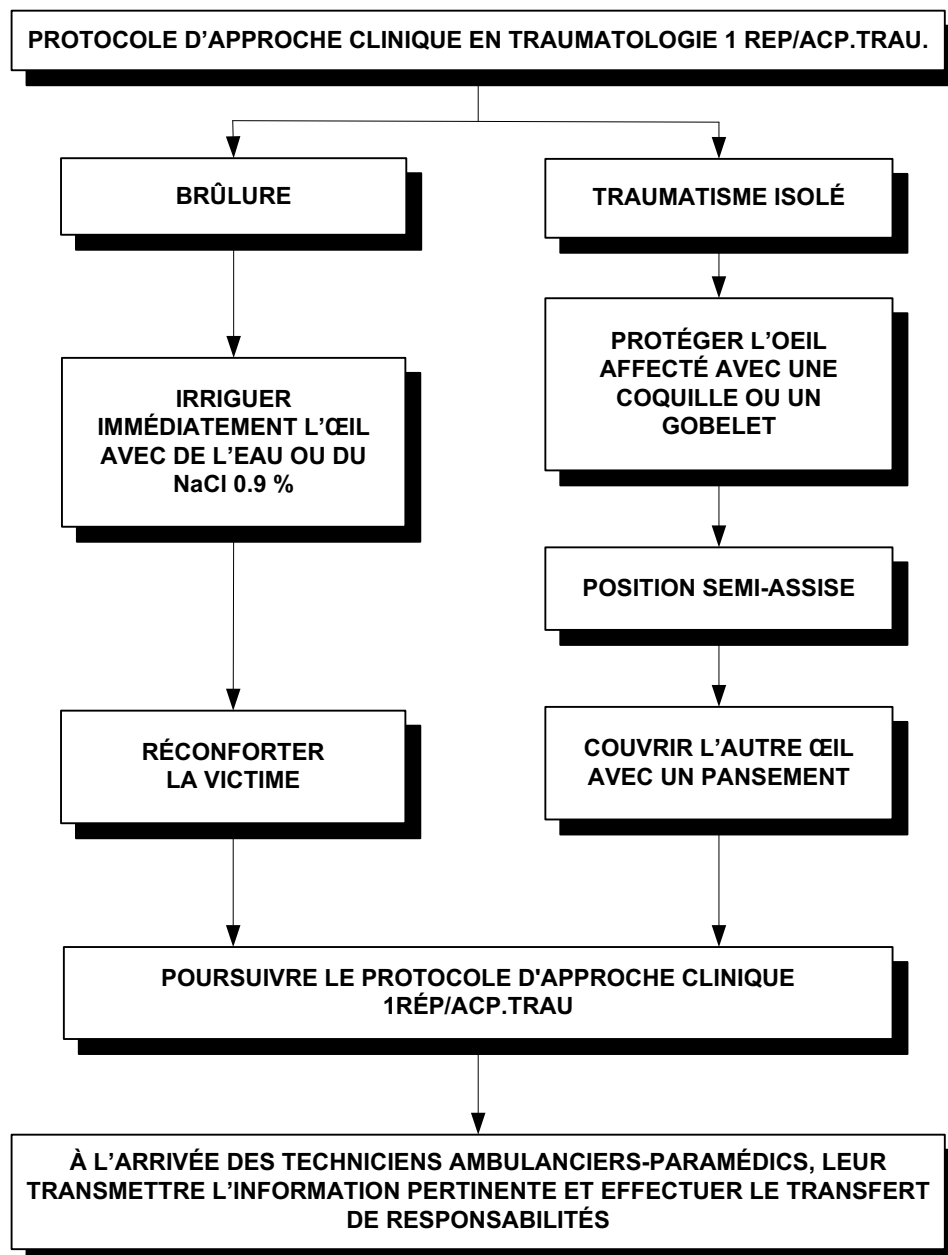 PROTOCOLE D’APPROCHE CLINIQUE EN TRAUMATOLOGIE 1 REP/ACP.TRAU.
BRÛLURE
IRRIGUER
IMMÉDIATEMENT L’ŒIL
AVEC DE L’EAU OU DU
NaCl 0.9 %
RÉCONFORTER
LA VICTIME
TRAUMATISME ISOLÉ
PROTÉGER L’OEIL
AFFECTÉ AVEC UNE
COQUILLE OU UN
GOBELET
POSITION SEMI-ASSISE
COUVRIR L’AUTRE ŒIL
AVEC UN PANSEMENT
POURSUIVRE LE PROTOCOLE D'APPROCHE CLINIQUE
1RÉP/ACP.TRAU
À L’ARRIVÉE DES TECHNICIENS AMBULANCIERS-PARAMÉDICS, LEUR
TRANSMETTRE L’INFORMATION PERTINENTE ET EFFECTUER LE TRANSFERT
DE RESPONSABILITÉS